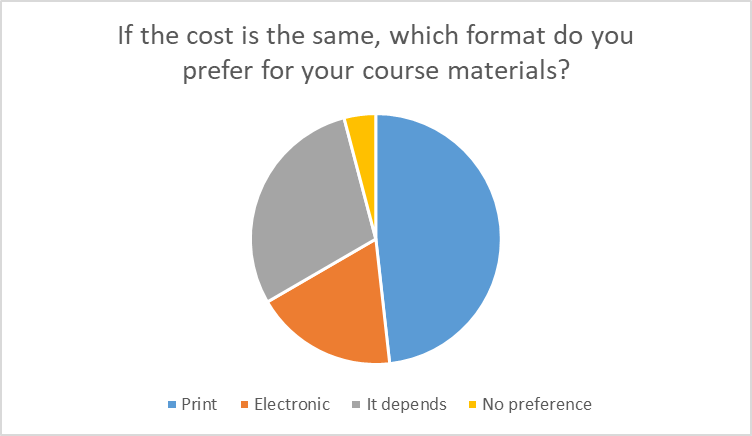 If the cost is the same, which format do you
prefer for your course materials?
Print Electronic It depends No preference